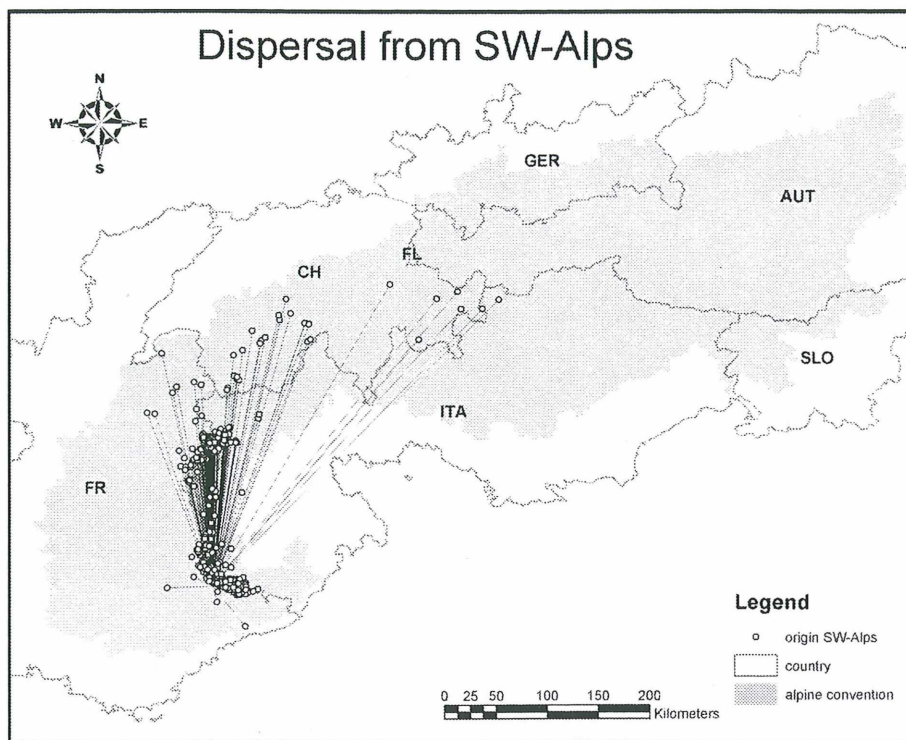 Dispersal from SW-Alps
N
W E
S
GER
AUT
FL
CH
SLO
ITA
FR
Legend
origin SW-Alps
country
alpine convention
0 25 50 100 150 200
Kilometers